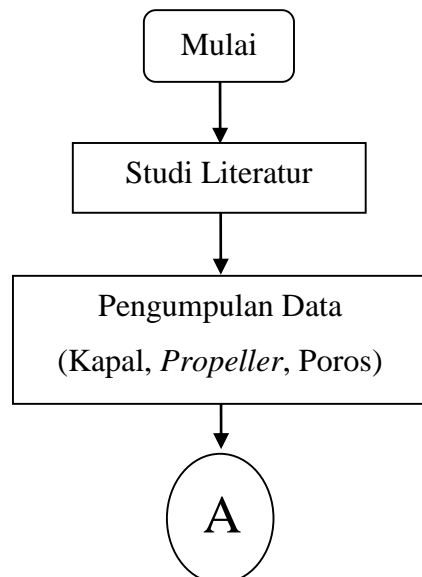 Mulai
Studi Literatur
Pengumpulan Data
(Kapal, Propeller, Poros)
A